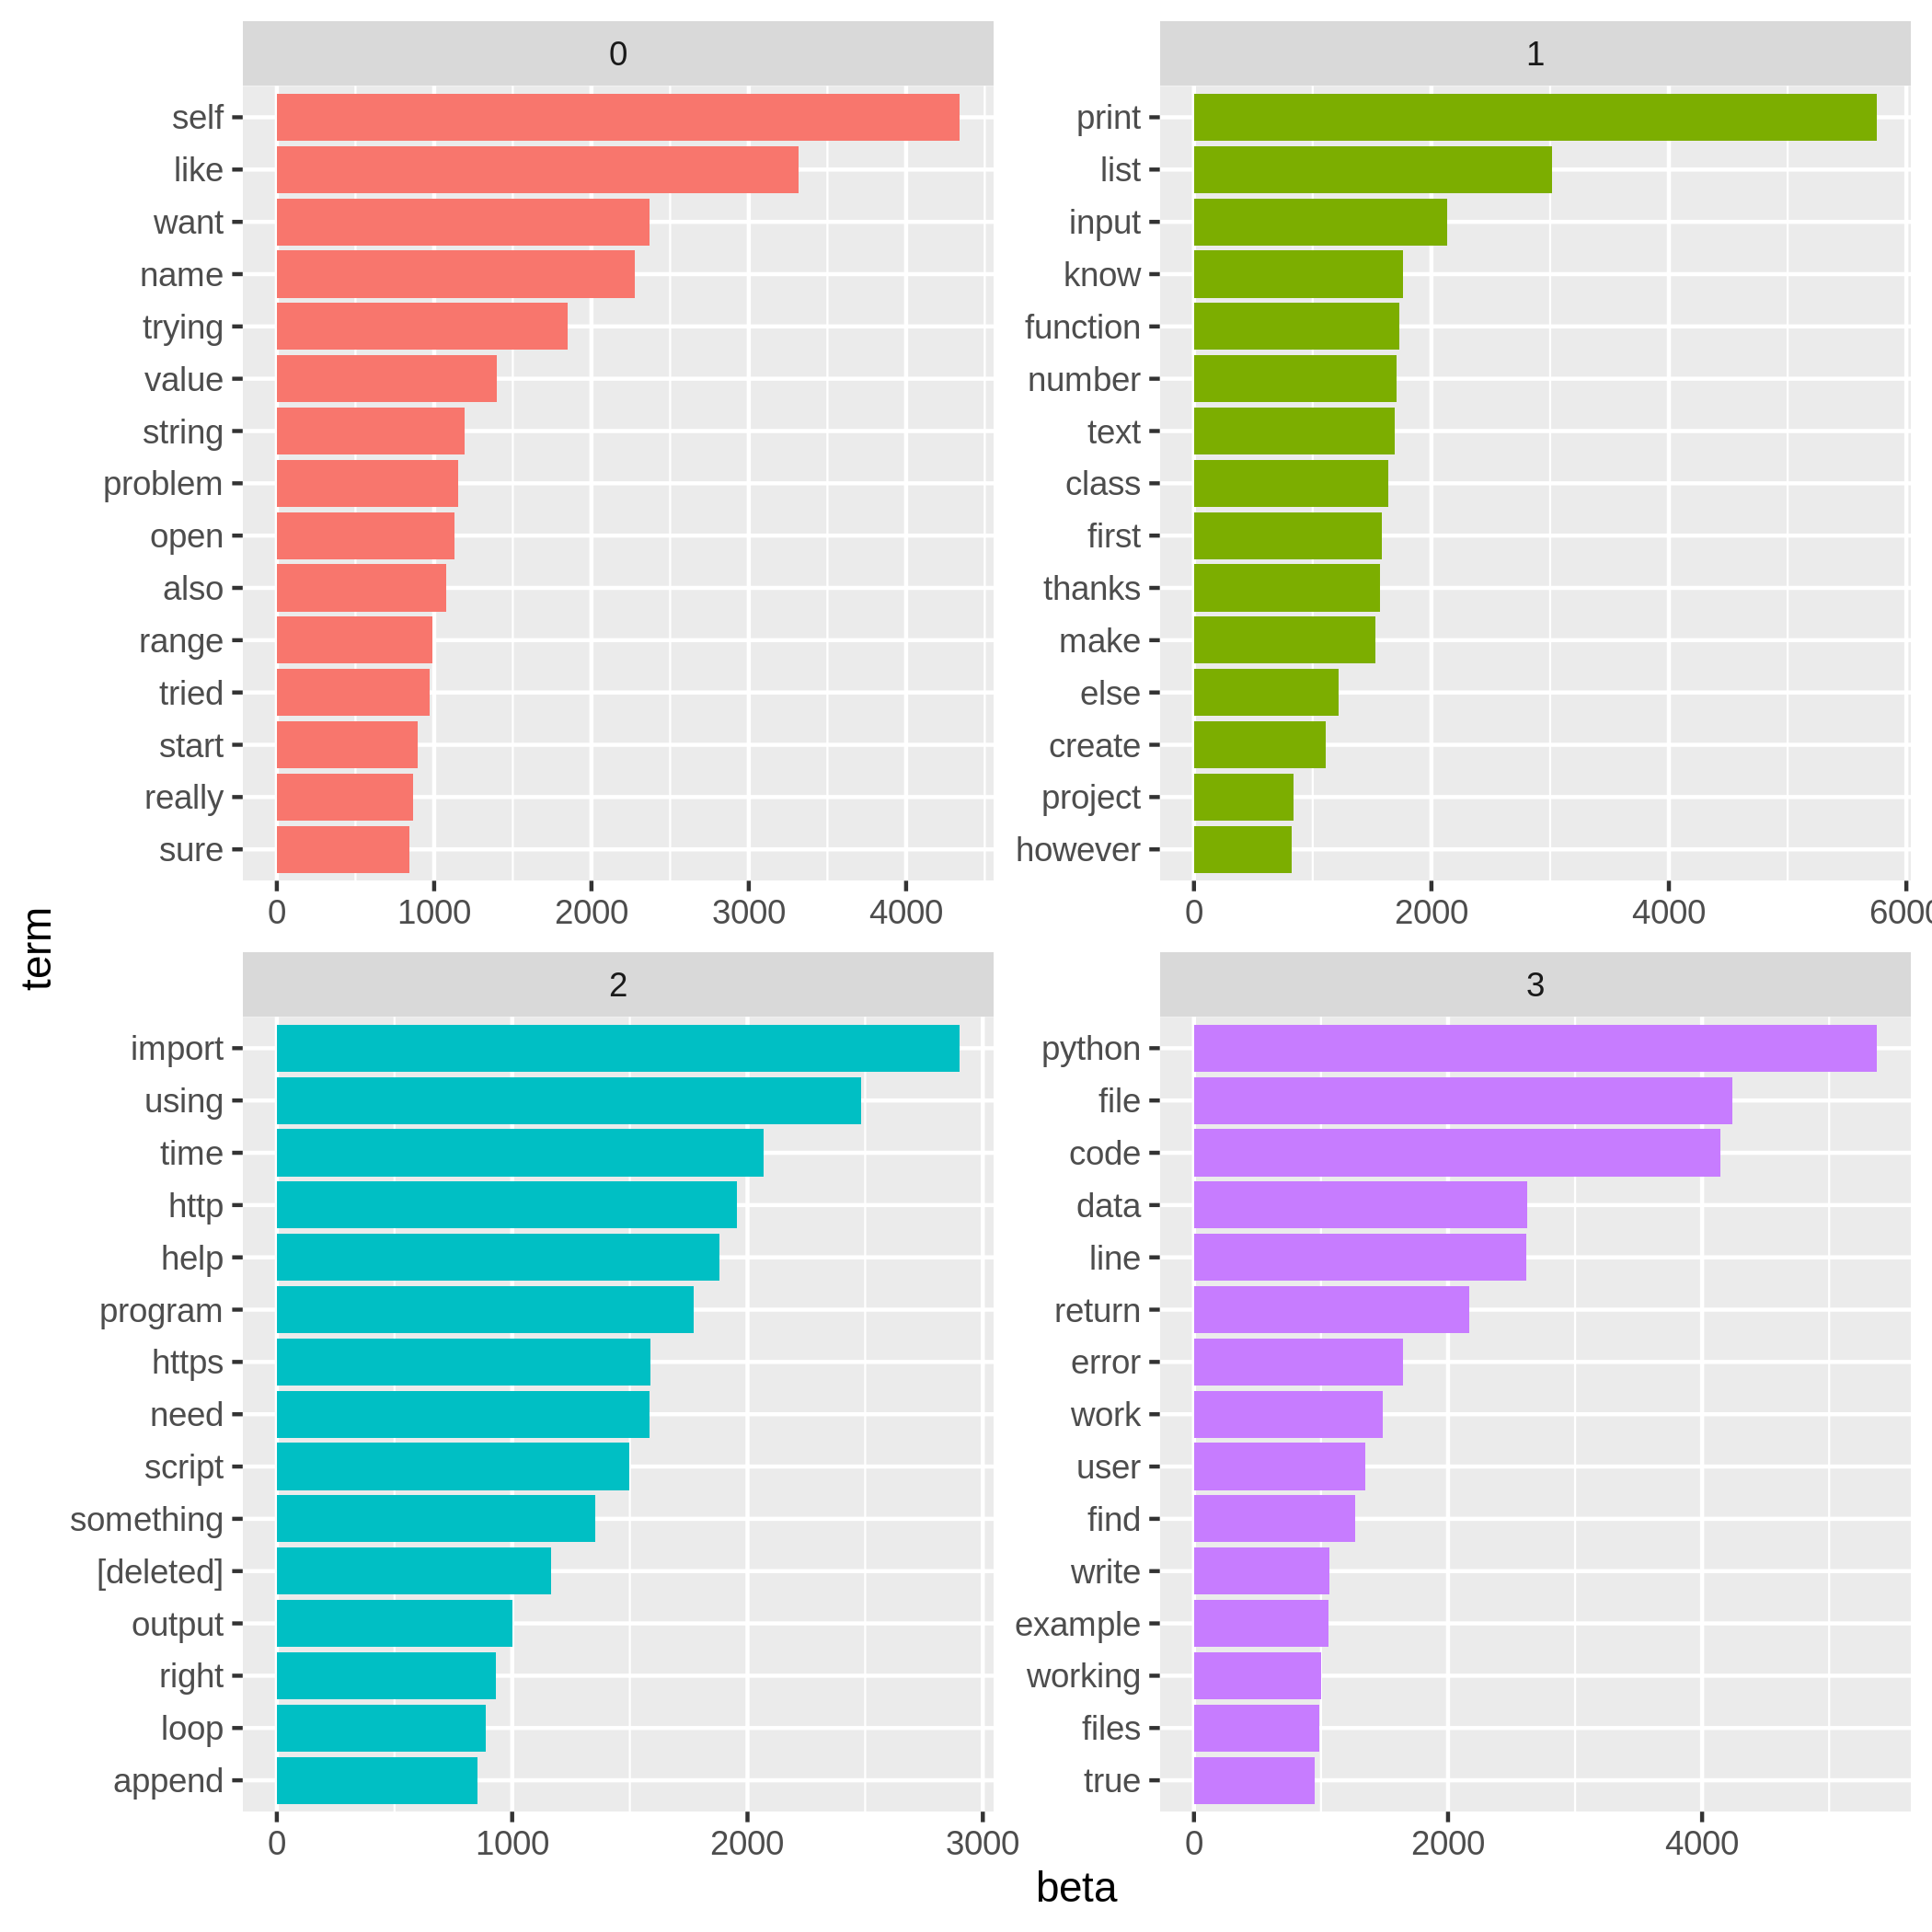 0
self
like
want
name
trying
value
string
problem
open
also
range
tried
start
really
sure
0 1000 2000 3000 4000
1
print
list
input
know
function
number
text
class
first
thanks
make
else
create
project
however
0 2000 4000 6000
term
2
import
using
time
http
help
program
https
need
script
something
[deleted]
output
right
loop
append
0 1000 2000 3000
3
python
file
code
data
line
return
error
work
user
find
write
example
working
files
true
0 2000 4000
beta